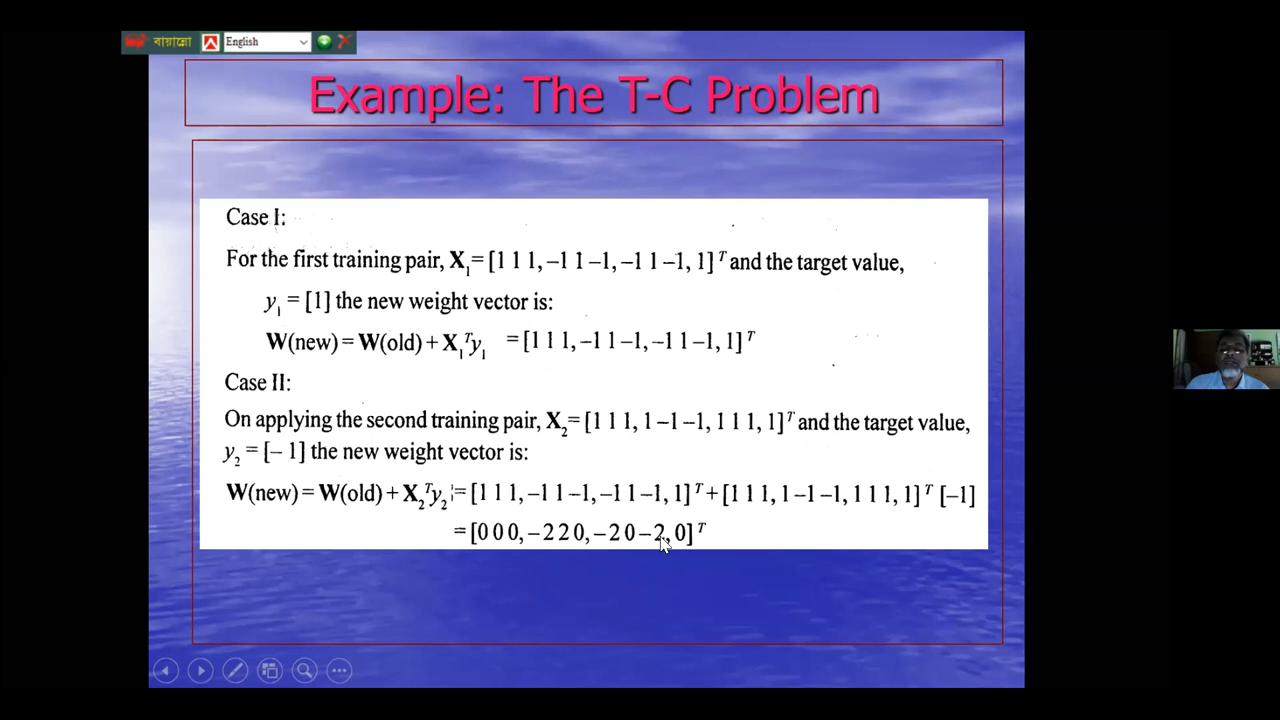 বায়ান্নো English
Example: The T-C Problem
Case I:
For the first training pair, X₁= [1 1 1, −1 1 −1, −1 1 −1, 1] ᵀ and the target value,
y₁ = [1] the new weight vector is:
W(new) = W(old) + X₁ᵀy₁ = [1 1 1, −1 1 −1, −1 1 −1, 1] ᵀ
Case II:
On applying the second training pair, X₂= [1 1 1, 1 −1 −1, 1 1 1, 1] ᵀ and the target value,
y₂ = [− 1] the new weight vector is:
W(new) = W(old) + X₂ᵀy₂ = [1 1 1, −1 1 −1, −1 1 −1, 1] ᵀ + [1 1 1, 1 −1 −1, 1 1 1, 1] ᵀ [−1]
= [0 0 0, −2 2 0, −2 0 −2, 0] ᵀ